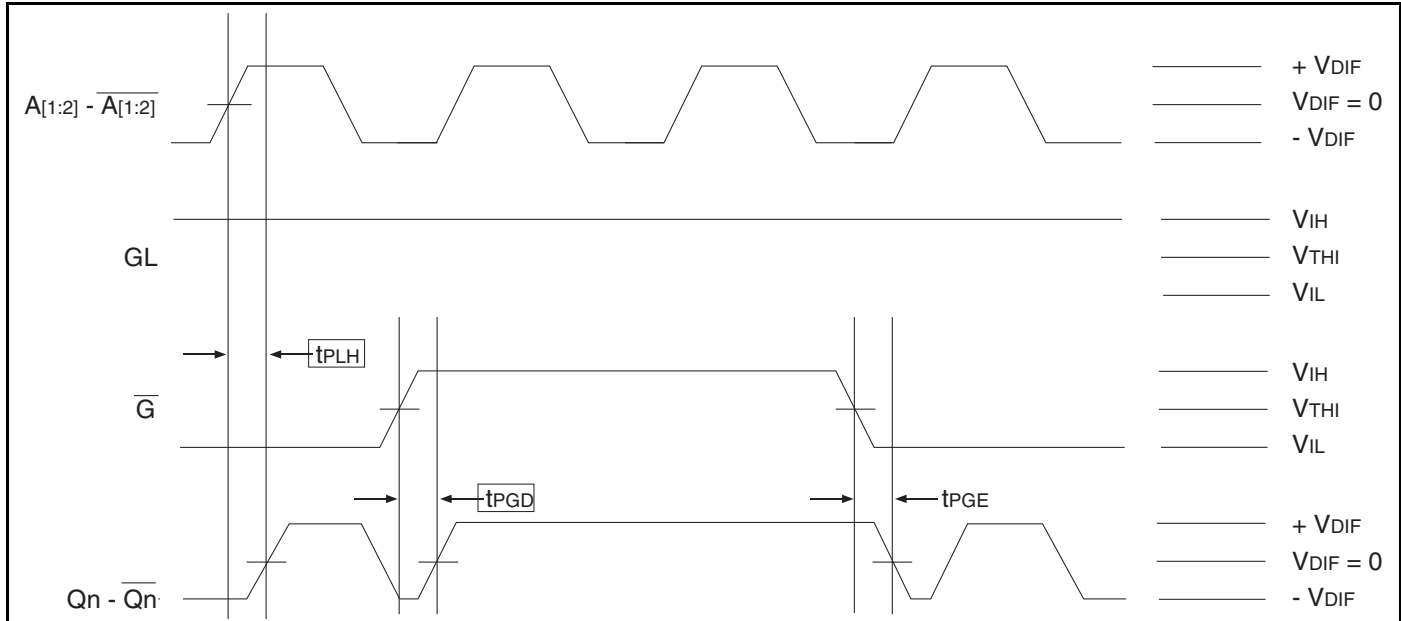 A[1:2] - A[1:2]
+ VDIF
VDIF = 0
- VDIF
GL
VIH
VTHI
VIL
tPLH
G
VIH
VTHI
VIL
tPGD
tPGE
Qn - Qn
+ VDIF
VDIF = 0
- VDIF